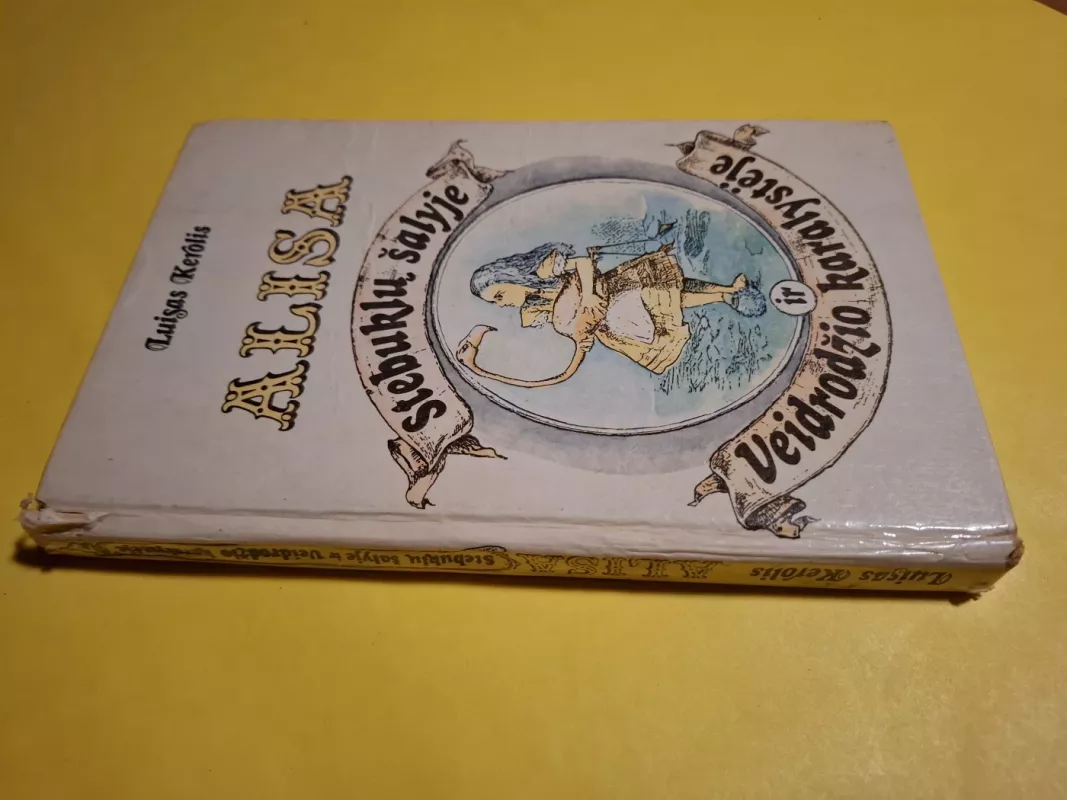 Luisas Kerolis
ALISA
Stebuklų šalyje
ir
Veidrodžio karalystėje
Luisas Kerolis
ALISA
Stebuklų šalyje ir Veidrodžio karalystėje